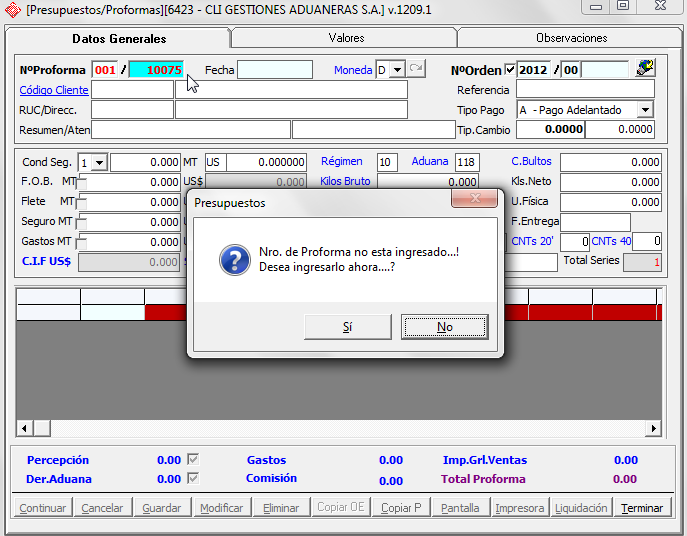 [Presupuestos/Proformas][6423 - CLI GESTIONES ADUANERAS S.A.] v.1209.1
Datos Generales Valores Observaciones
NºProforma 001 / 10075 Fecha Moneda D NºOrden 2012 / 00
Código Cliente Referencia
RUC/Direcc. Tipo Pago A - Pago Adelantado
Resumen/Aten Tip.Cambio 0.0000 0.0000
Cond Seg. 1 0.000 MT US 0.000000 Régimen 10 Aduana 118 C.Bultos 0.000
F.O.B. MT 0.000 US$ 0.000 Kilos Bruto 0.000 Kls.Neto 0.000
Flete MT 0.000 U.Física 0.000
Seguro MT 0.000 F.Entrega
Gastos MT 0.000 CNTs 20' 0 CNTs 40 0
C.I.F US$ 0.000 Total Series 1
Presupuestos
Nro. de Proforma no esta ingresado...!
Desea ingresarlo ahora....?
Sí No
Percepción 0.00 Gastos 0.00 Imp.Grl.Ventas 0.00
Der.Aduana 0.00 Comisión 0.00 Total Proforma 0.00
Continuar Cancelar Guardar Modificar Eliminar Copiar OE Copiar P Pantalla Impresora Liquidación Terminar